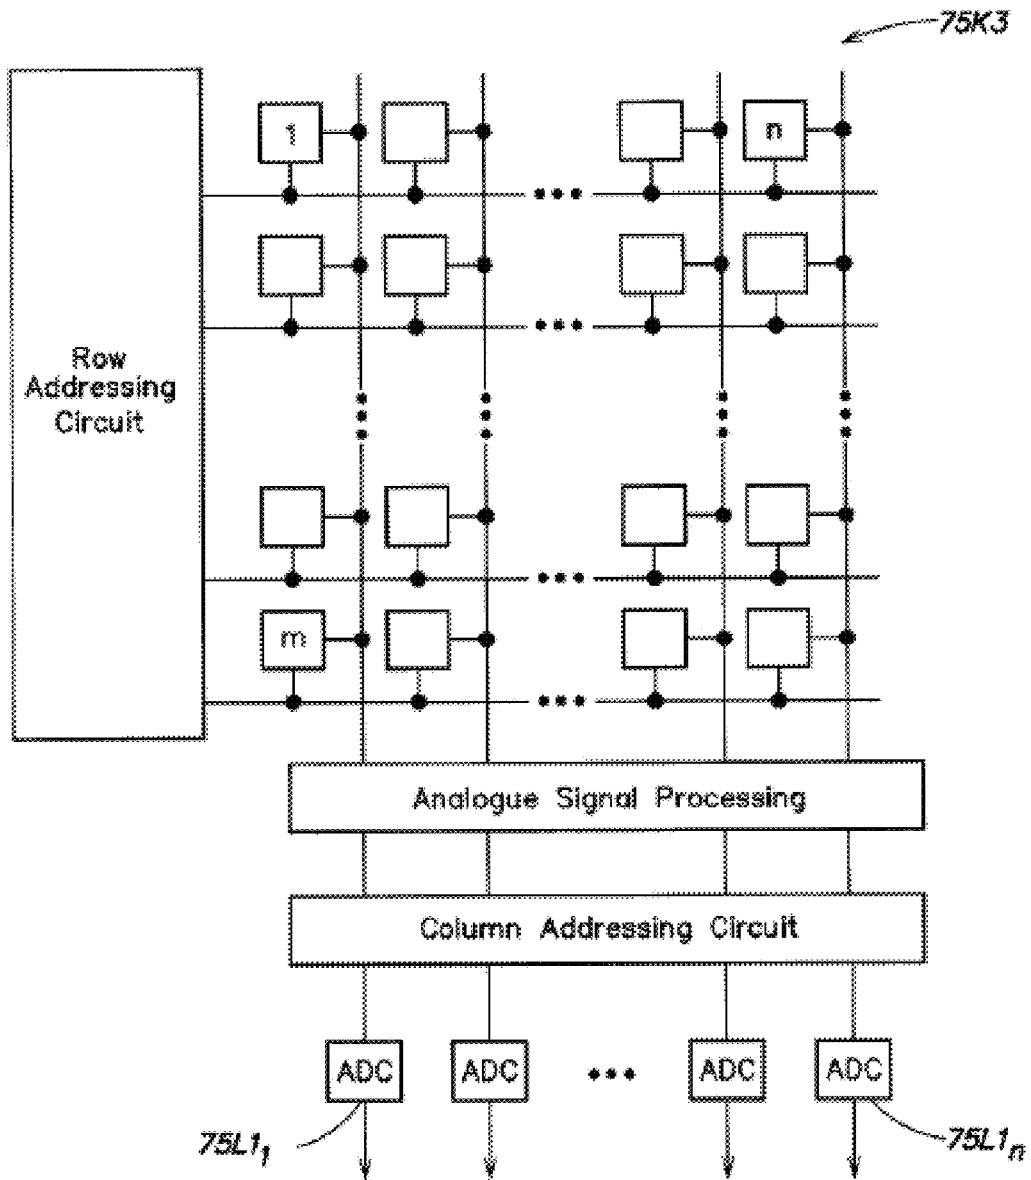 75K3
1
n
Row
Addressing
Circuit
m
Analogue Signal Processing
Column Addressing Circuit
ADC ADC ADC ADC
75L1₁ 75L1ₙ